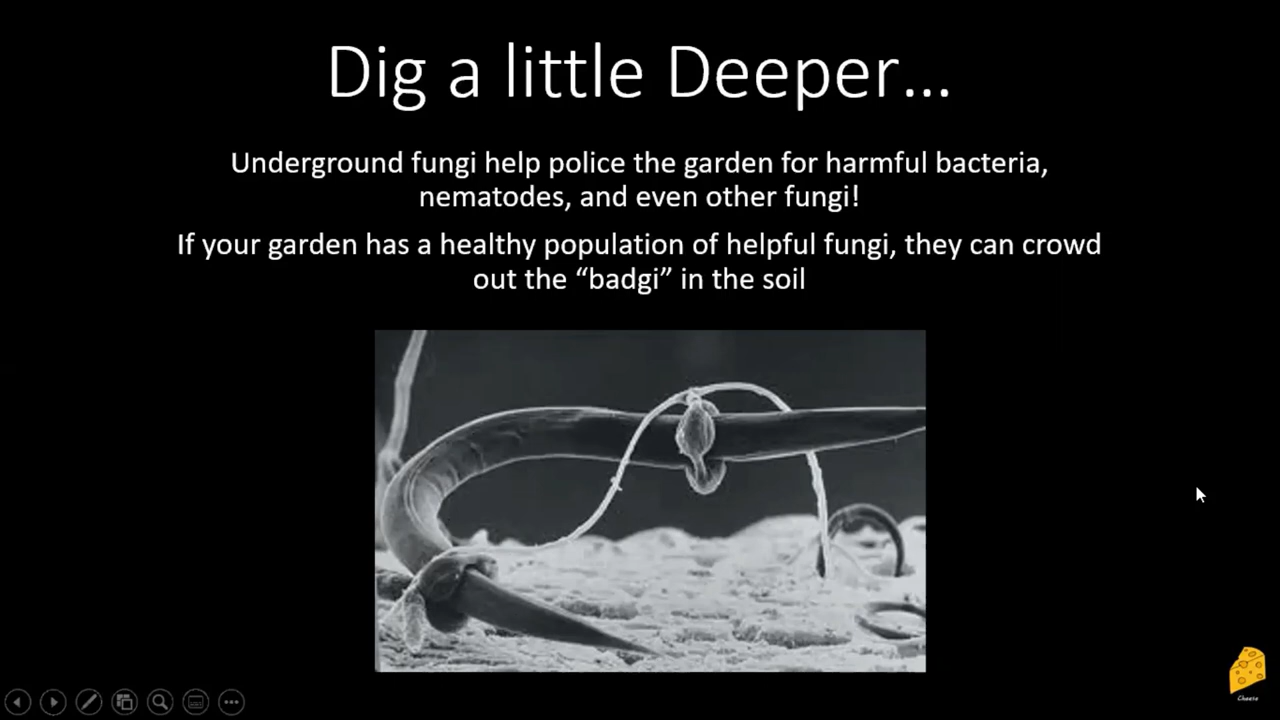 Dig a little Deeper...
Underground fungi help police the garden for harmful bacteria,
nematodes, and even other fungi!
If your garden has a healthy population of helpful fungi, they can crowd
out the “badgi” in the soil